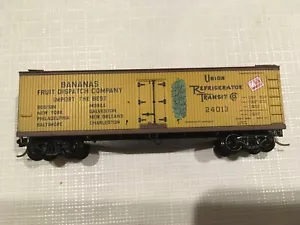 BANANAS
FRUIT DISPATCH COMPANY
IMPORT THE BEST
BOSTON MOBILE
NEW YORK GALVESTON
PHILADELPHIA NEW ORLEANS
BALTIMORE CHARLESTON
UNION
REFRIGERATOR
TRANSIT CO
24013